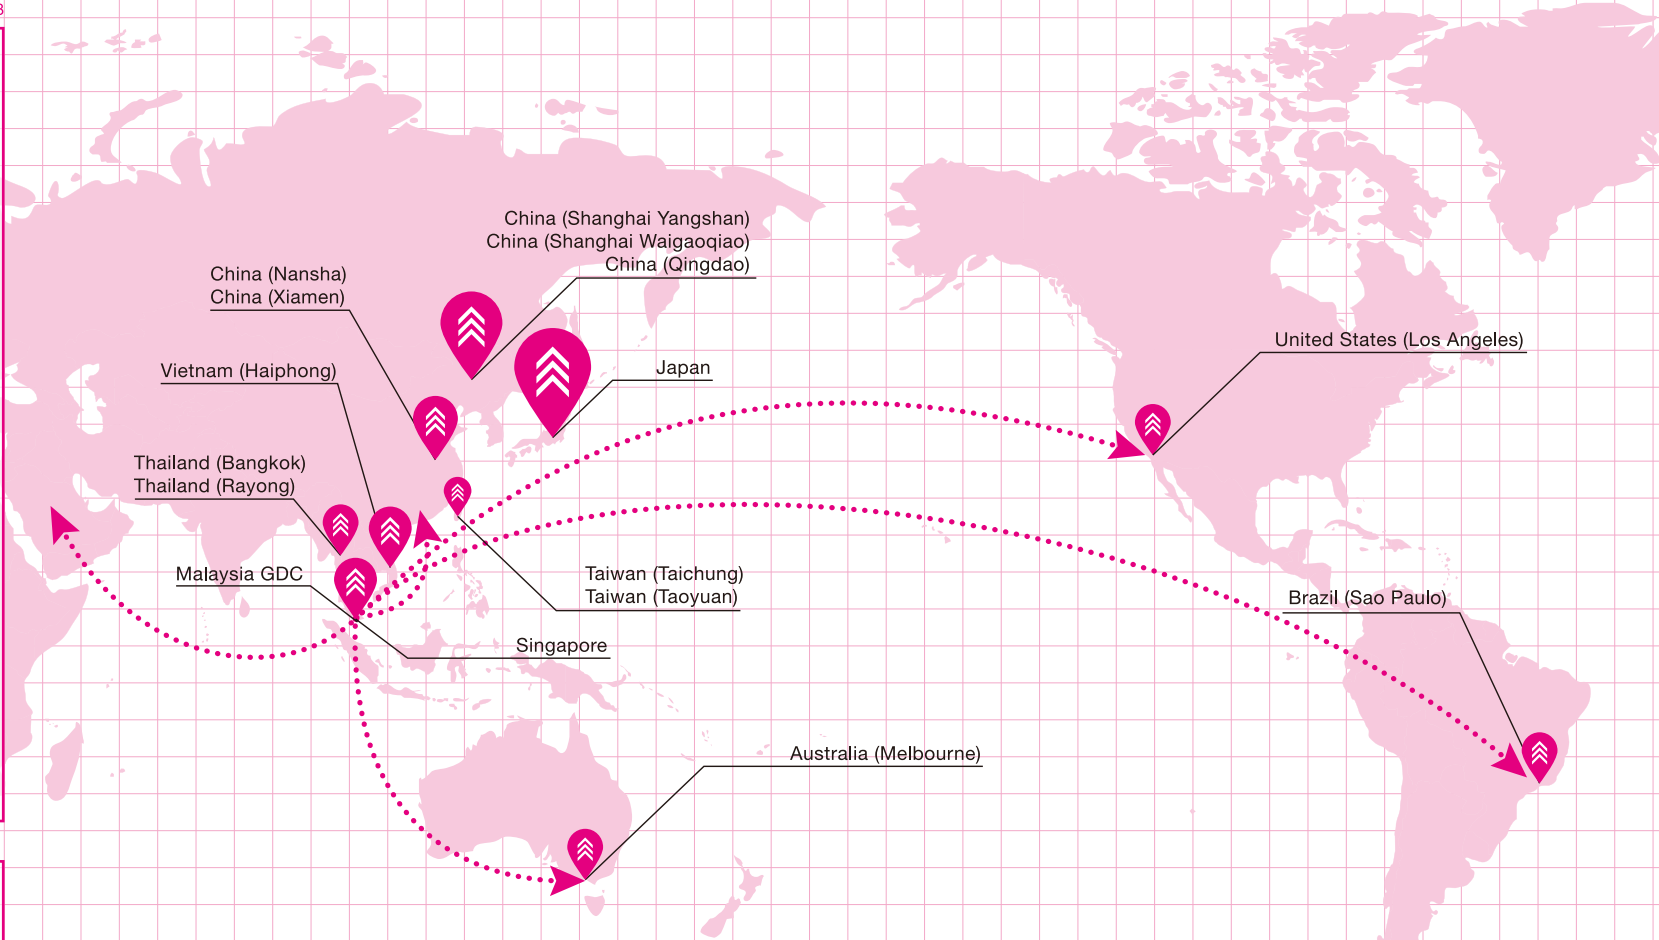 China (Shanghai Yangshan)
China (Shanghai Waigaoqiao)
China (Qingdao)
China (Nansha)
China (Xiamen)
United States (Los Angeles)
Vietnam (Haiphong)
Japan
Thailand (Bangkok)
Thailand (Rayong)
Malaysia GDC
Taiwan (Taichung)
Taiwan (Taoyuan)
Brazil (Sao Paulo)
Singapore
Australia (Melbourne)